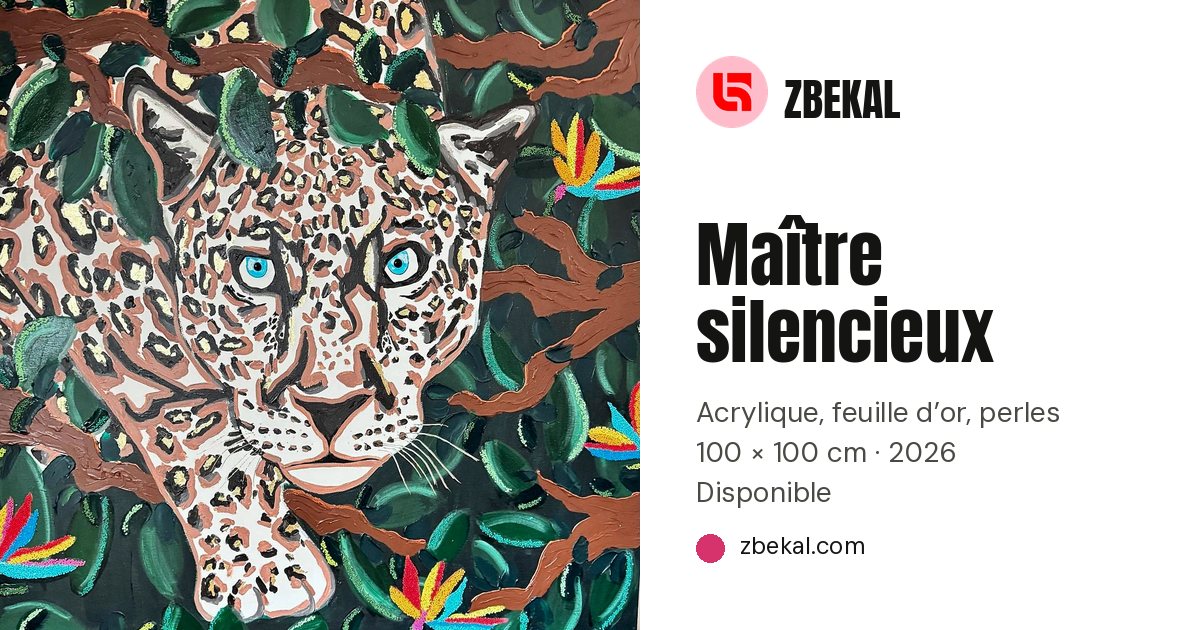 ZBEKAL
Maître
silencieux
Acrylique, feuille d’or, perles
100 × 100 cm · 2026
Disponible
zbekal.com